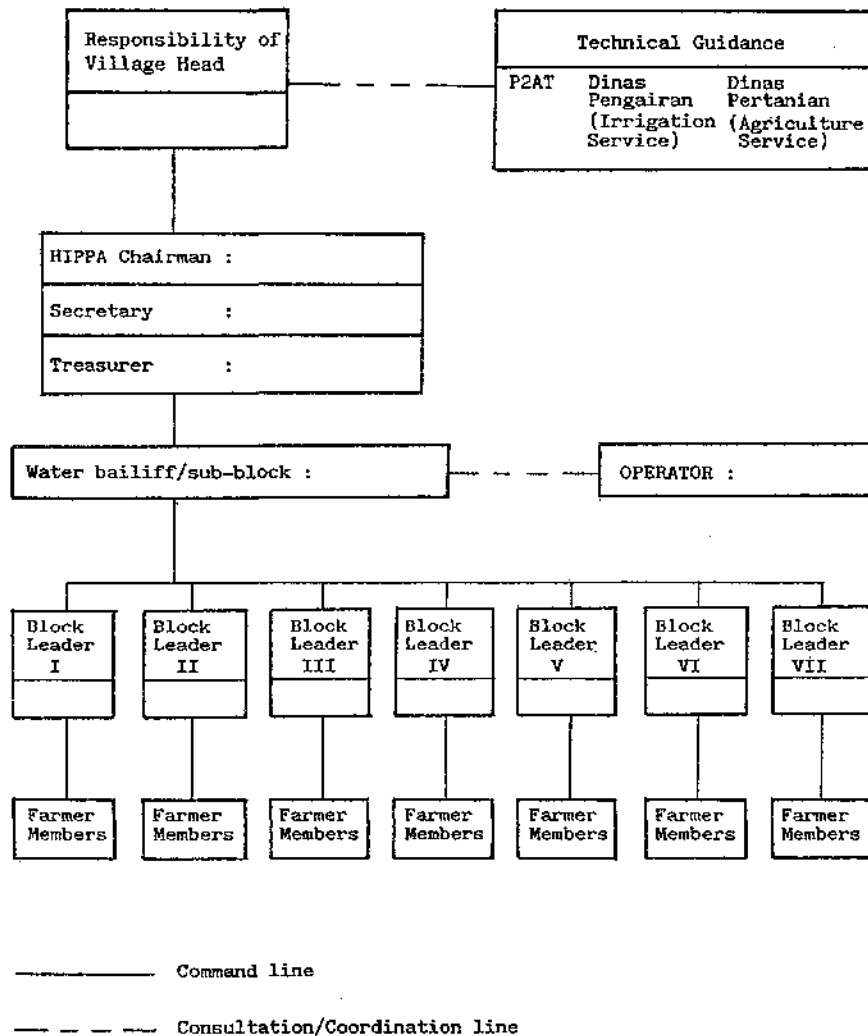 Responsibility of
Village Head
Technical Guidance
P2AT Dinas Dinas
Pengairan Pertanian
(Irrigation (Agriculture
Service) Service)
HIPPA Chairman :
Secretary :
Treasurer :
Water bailiff/sub-block :
OPERATOR :
Block
Leader
I
Block
Leader
II
Block
Leader
III
Block
Leader
IV
Block
Leader
V
Block
Leader
VI
Block
Leader
VII
Farmer
Members
Farmer
Members
Farmer
Members
Farmer
Members
Farmer
Members
Farmer
Members
Farmer
Members
Command line
Consultation/Coordination line